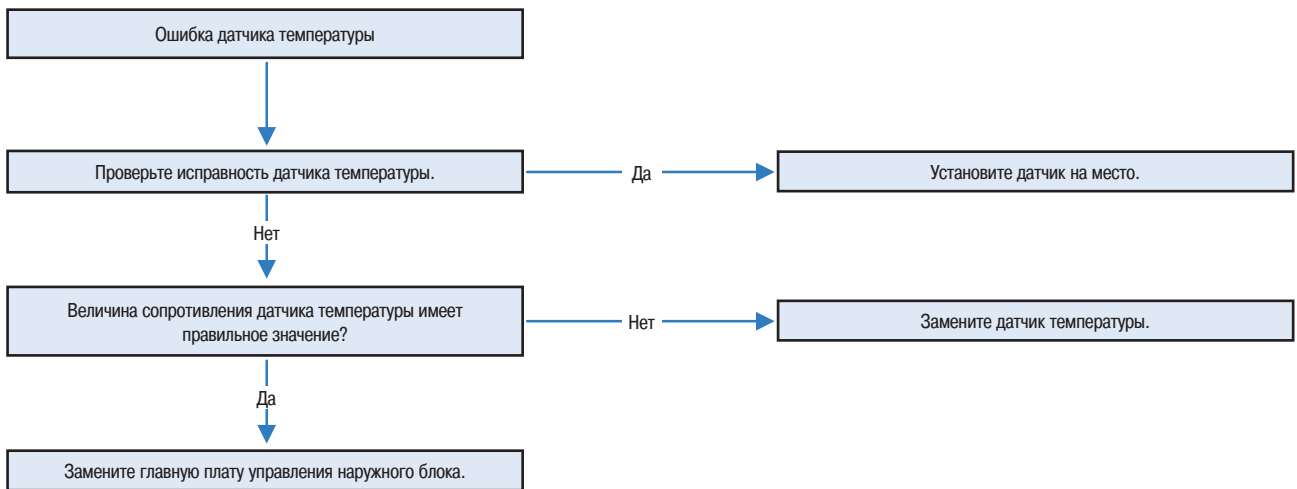 Ошибка датчика температуры
Проверьте исправность датчика температуры.
Да
Установите датчик на место.
Нет
Величина сопротивления датчика температуры имеет
правильное значение?
Нет
Замените датчик температуры.
Да
Замените главную плату управления наружного блока.